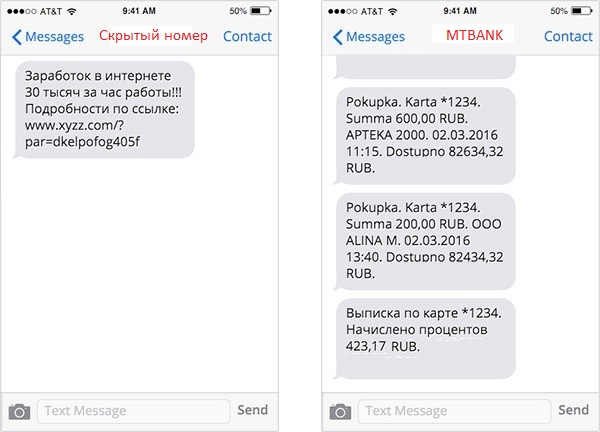 ●●●○○ AT&T 9:41 AM 50%
Messages Скрытый номер Contact
Заработок в интернете
30 тысяч за час работы!!!
Подробности по ссылке:
www.xyzz.com/?
par=dkelpofog405f
Text Message Send
●●●○○ AT&T 9:41 AM 50%
Messages MTBANK Contact
Pokupka. Karta *1234.
Summa 600,00 RUB.
APTEKA 2000. 02.03.2016
11:15. Dostupno 82634,32
RUB.
Pokupka. Karta *1234.
Summa 200,00 RUB. OOO
ALINA M. 02.03.2016
13:40. Dostupno 82434,32
RUB.
Выписка по карте *1234.
Начислено процентов
423,17 RUB.
Text Message Send